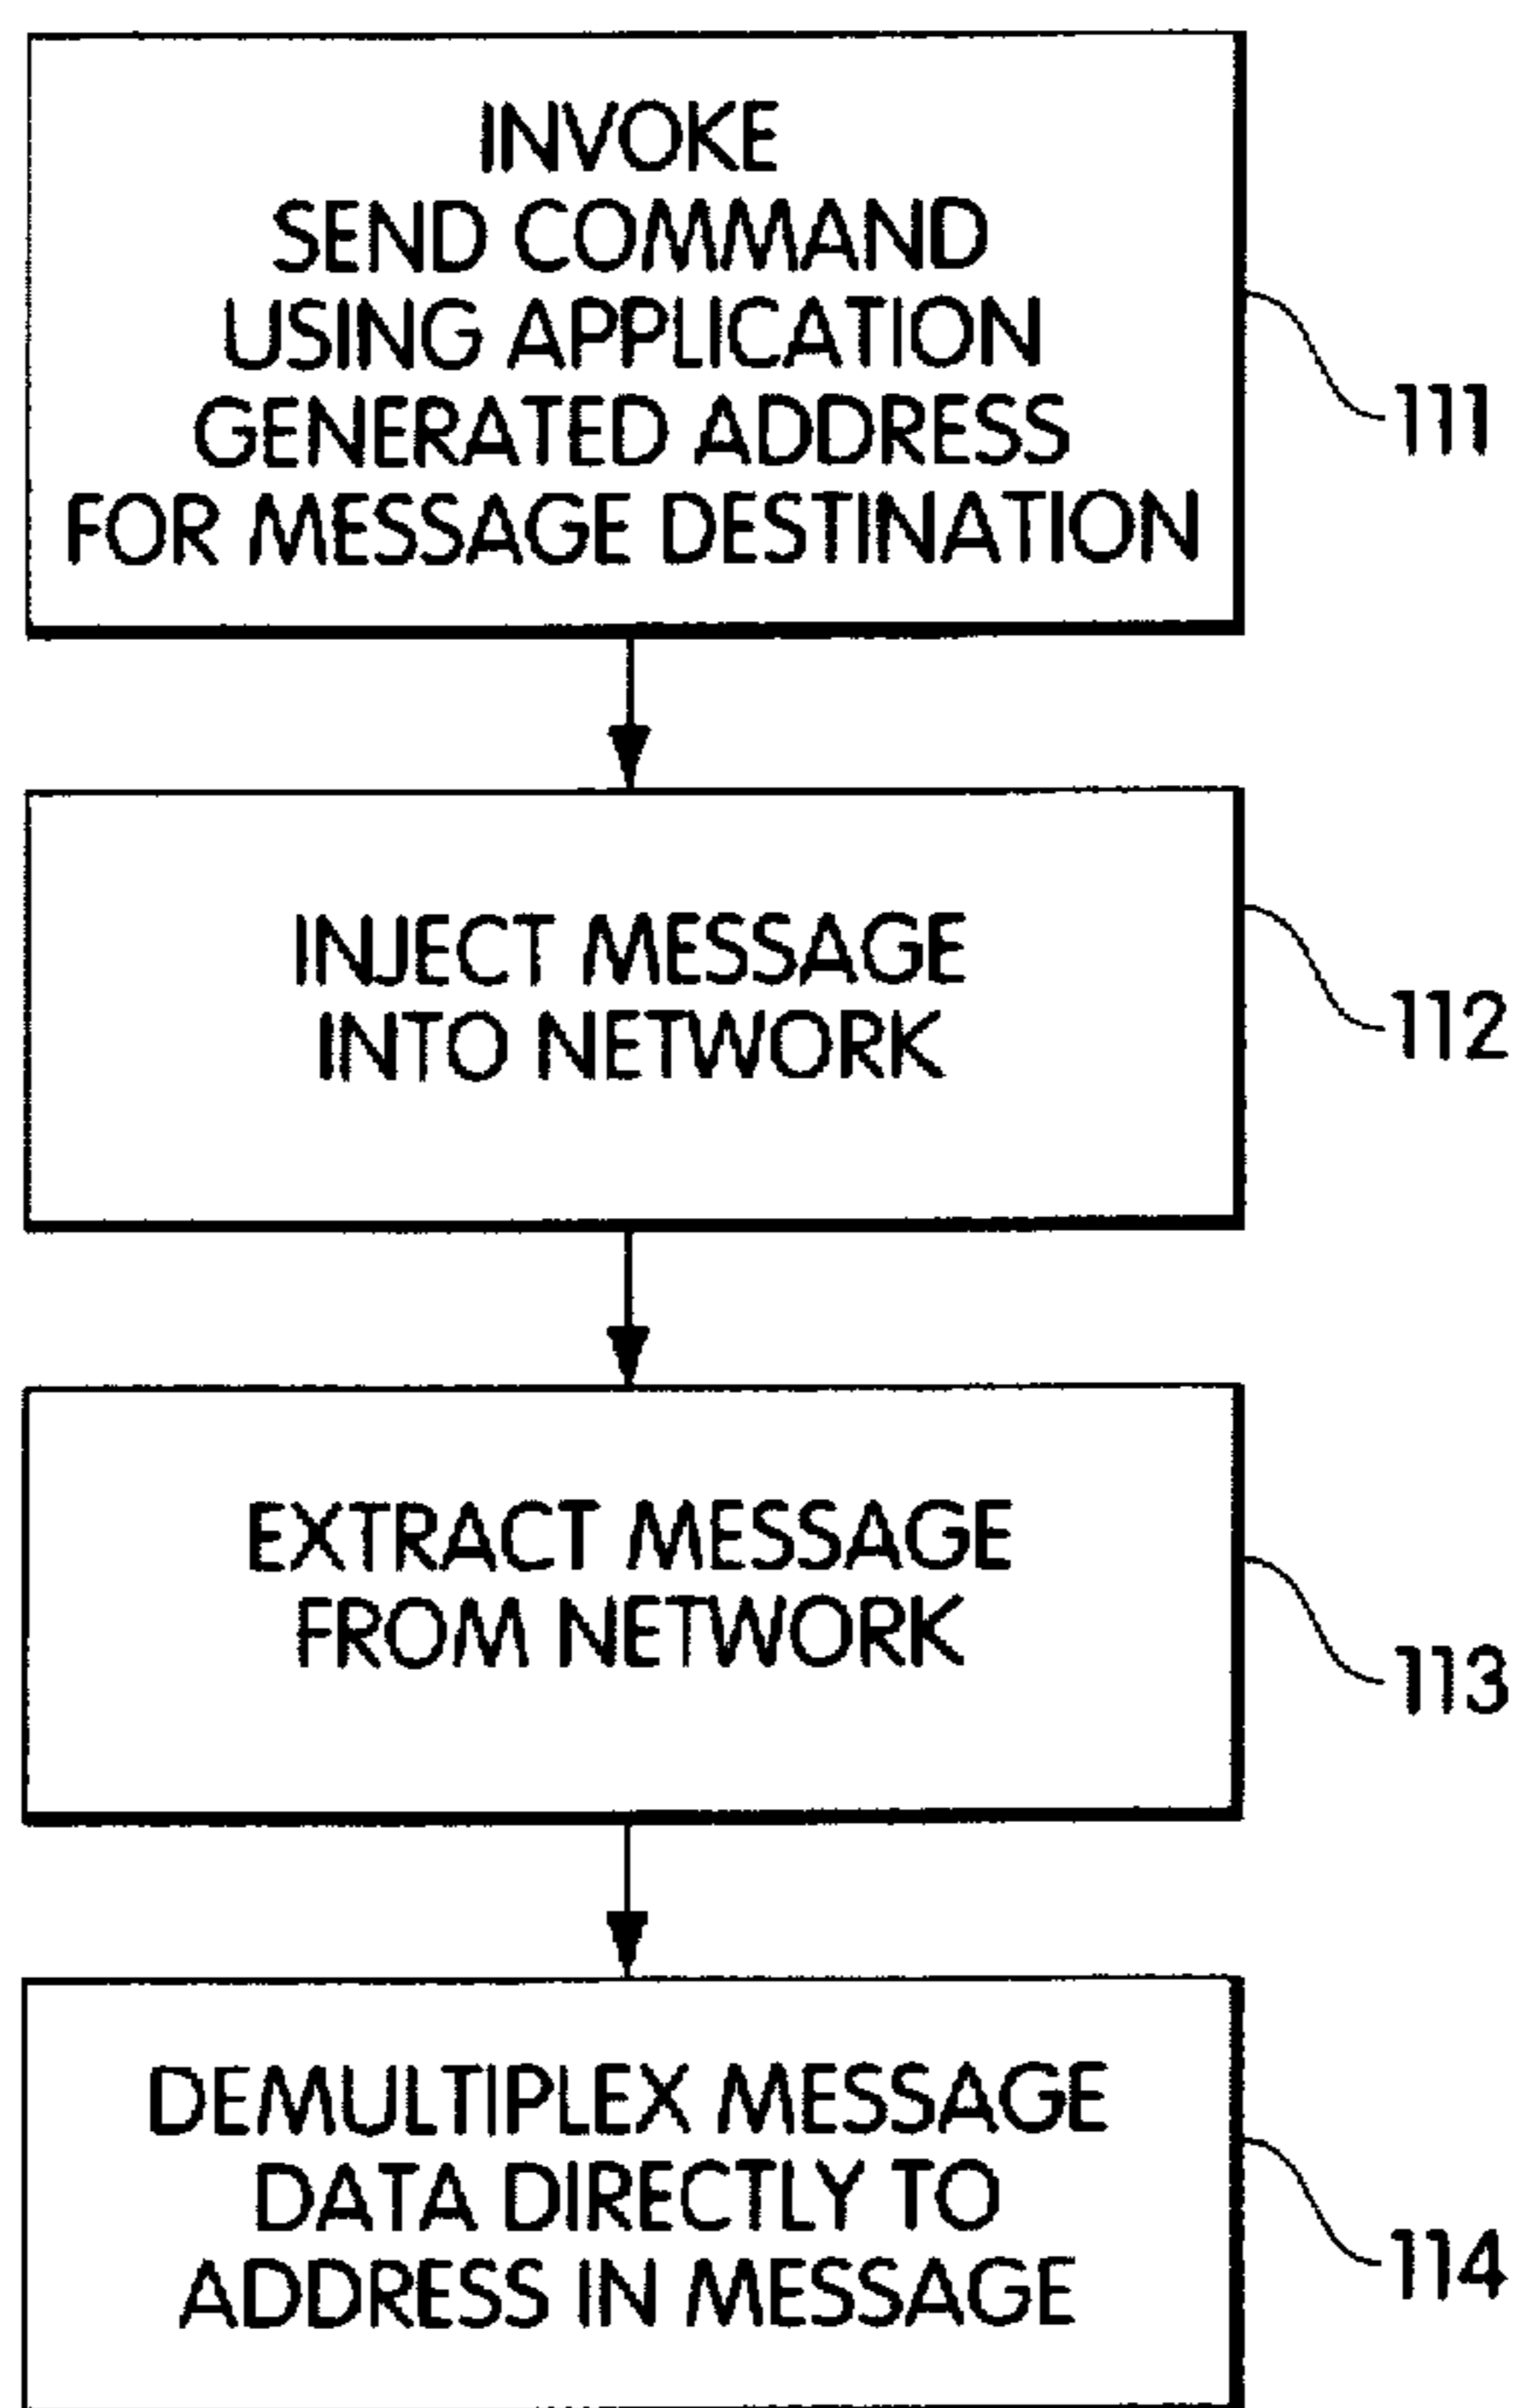 INVOKE
SEND COMMAND
USING APPLICATION
GENERATED ADDRESS
FOR MESSAGE DESTINATION
111
INJECT MESSAGE
INTO NETWORK
112
EXTRACT MESSAGE
FROM NETWORK
113
DEMULTIPLEX MESSAGE
DATA DIRECTLY TO
ADDRESS IN MESSAGE
114